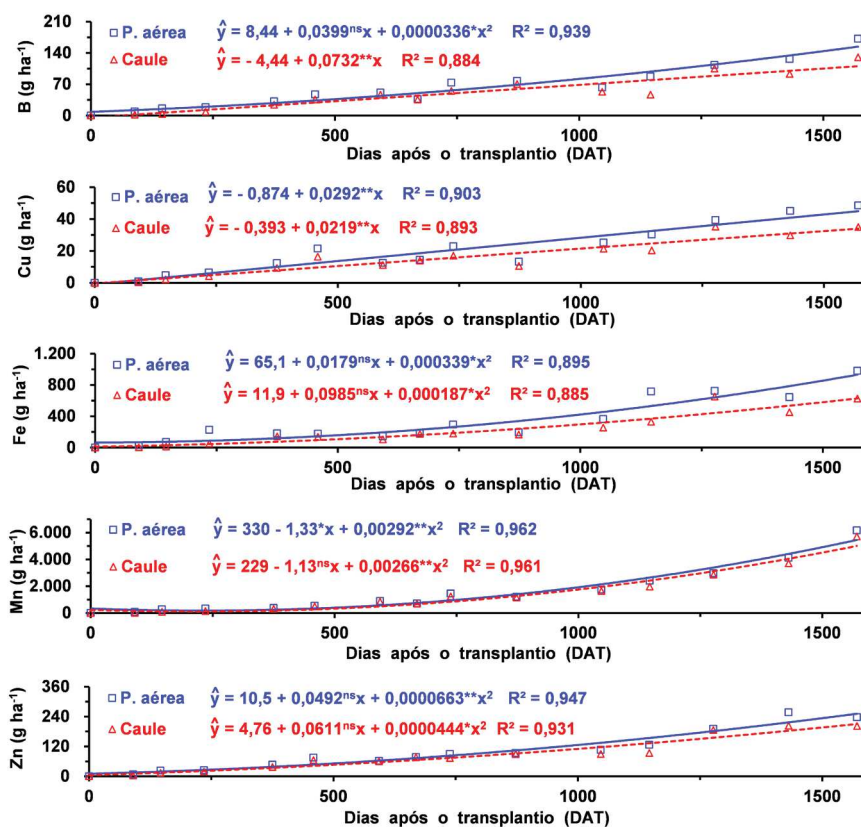 210
140
70
0
B (g ha⁻¹)
P. aérea ŷ = 8,44 + 0,0399ⁿˢx + 0,0000336*x² R² = 0,939
Caule ŷ = - 4,44 + 0,0732**x R² = 0,884
0 500 1000 1500
Dias após o transplantio (DAT)
60
40
20
0
Cu (g ha⁻¹)
P. aérea ŷ = - 0,874 + 0,0292**x R² = 0,903
Caule ŷ = - 0,393 + 0,0219**x R² = 0,893
0 500 1000 1500
Dias após o transplantio (DAT)
1.200
800
400
0
Fe (g ha⁻¹)
P. aérea ŷ = 65,1 + 0,0179ⁿˢx + 0,000339*x² R² = 0,895
Caule ŷ = 11,9 + 0,0985ⁿˢx + 0,000187*x² R² = 0,885
0 500 1000 1500
Dias após o transplantio (DAT)
6.000
4.000
2.000
0
Mn (g ha⁻¹)
P. aérea ŷ = 330 - 1,33*x + 0,00292**x² R² = 0,962
Caule ŷ = 229 - 1,13ⁿˢx + 0,00266**x² R² = 0,961
0 500 1000 1500
Dias após o transplantio (DAT)
360
240
120
0
Zn (g ha⁻¹)
P. aérea ŷ = 10,5 + 0,0492ⁿˢx + 0,0000663**x² R² = 0,947
Caule ŷ = 4,76 + 0,0611ⁿˢx + 0,0000444*x² R² = 0,931
0 500 1000 1500
Dias após o transplantio (DAT)